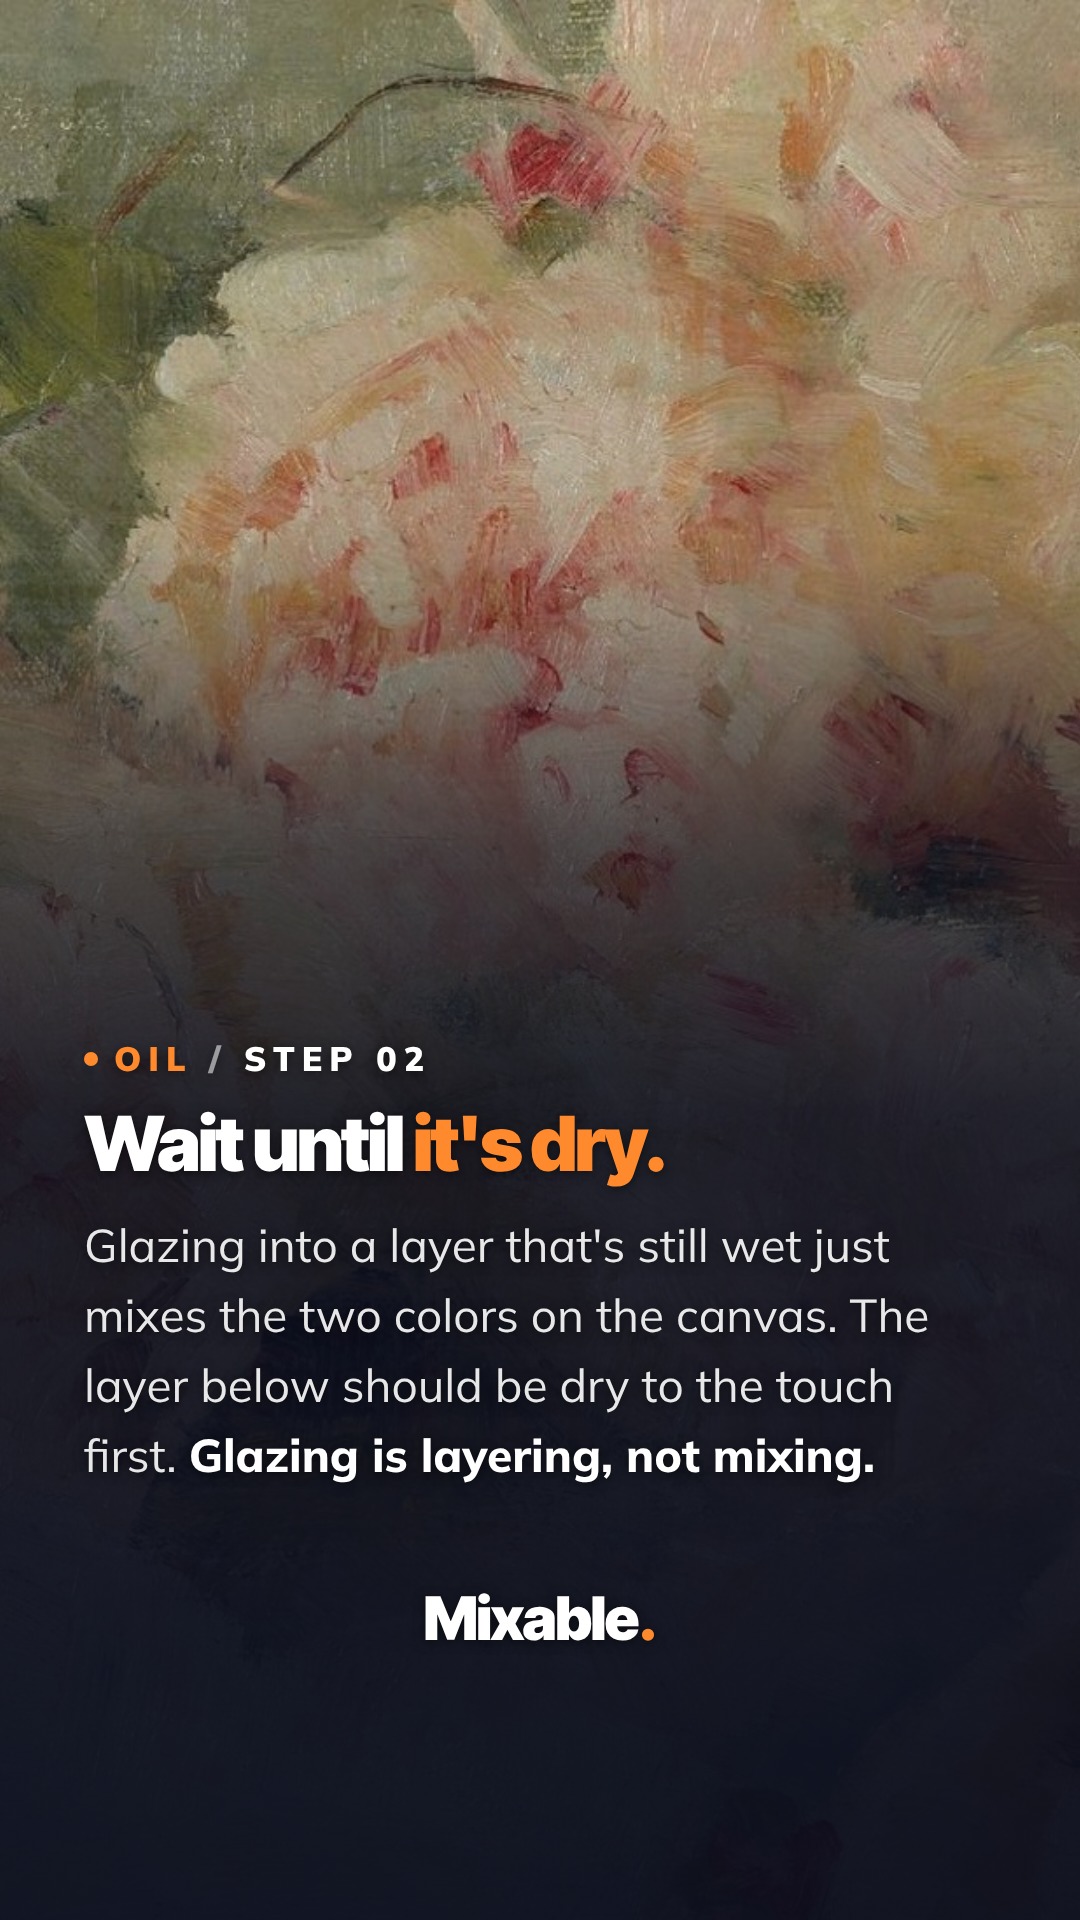 • OIL / STEP 02
Wait until it's dry.
Glazing into a layer that's still wet just
mixes the two colors on the canvas. The
layer below should be dry to the touch
first. Glazing is layering, not mixing.
Mixable.